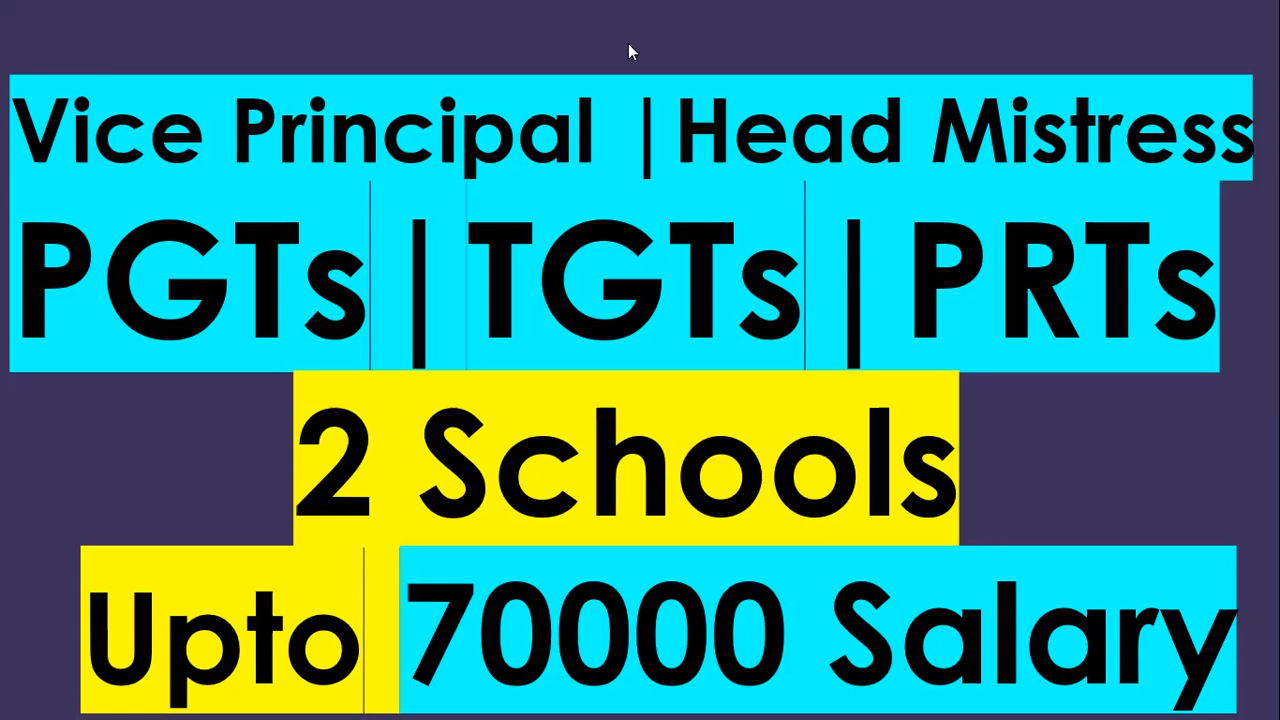 Vice Principal |Head Mistress
PGTs | TGTs | PRTs
2 Schools
Upto 70000 Salary